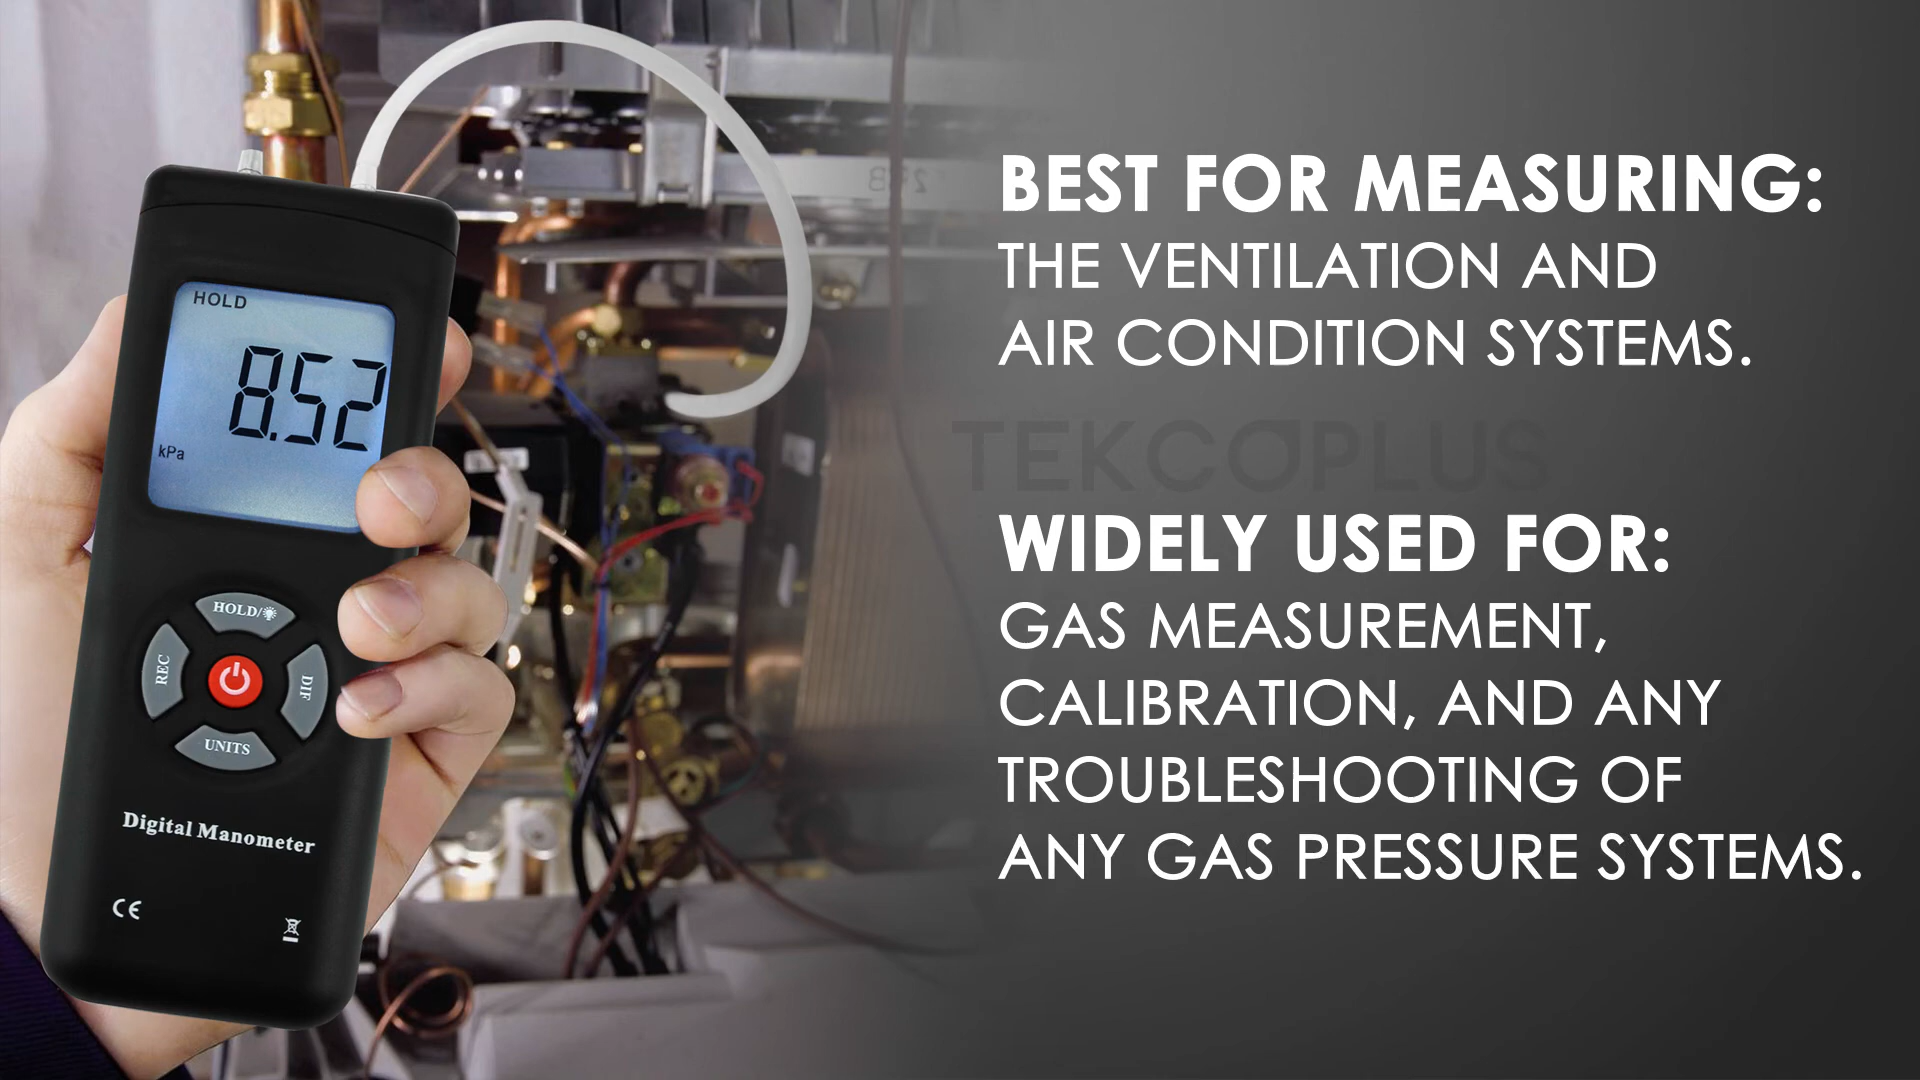 HOLD
8.52
kPa
HOLD/
REC
DIF
UNITS
Digital Manometer
CE
BEST FOR MEASURING:
THE VENTILATION AND
AIR CONDITION SYSTEMS.
TEKCOPLUS
WIDELY USED FOR:
GAS MEASUREMENT,
CALIBRATION, AND ANY
TROUBLESHOOTING OF
ANY GAS PRESSURE SYSTEMS.